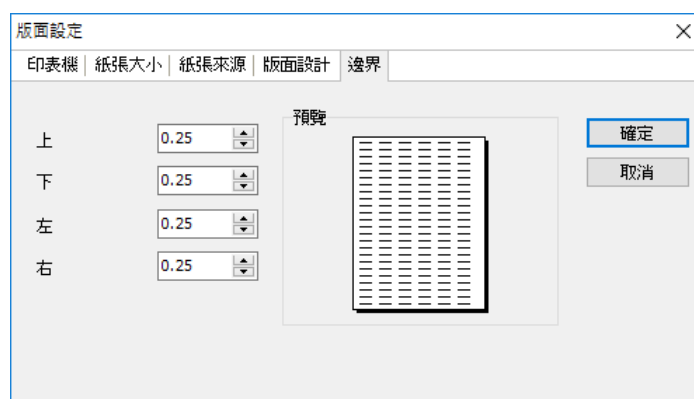 版面設定
印表機 紙張大小 紙張來源 版面設計 邊界
預覽
上 0.25
下 0.25
左 0.25
右 0.25
確定
取消